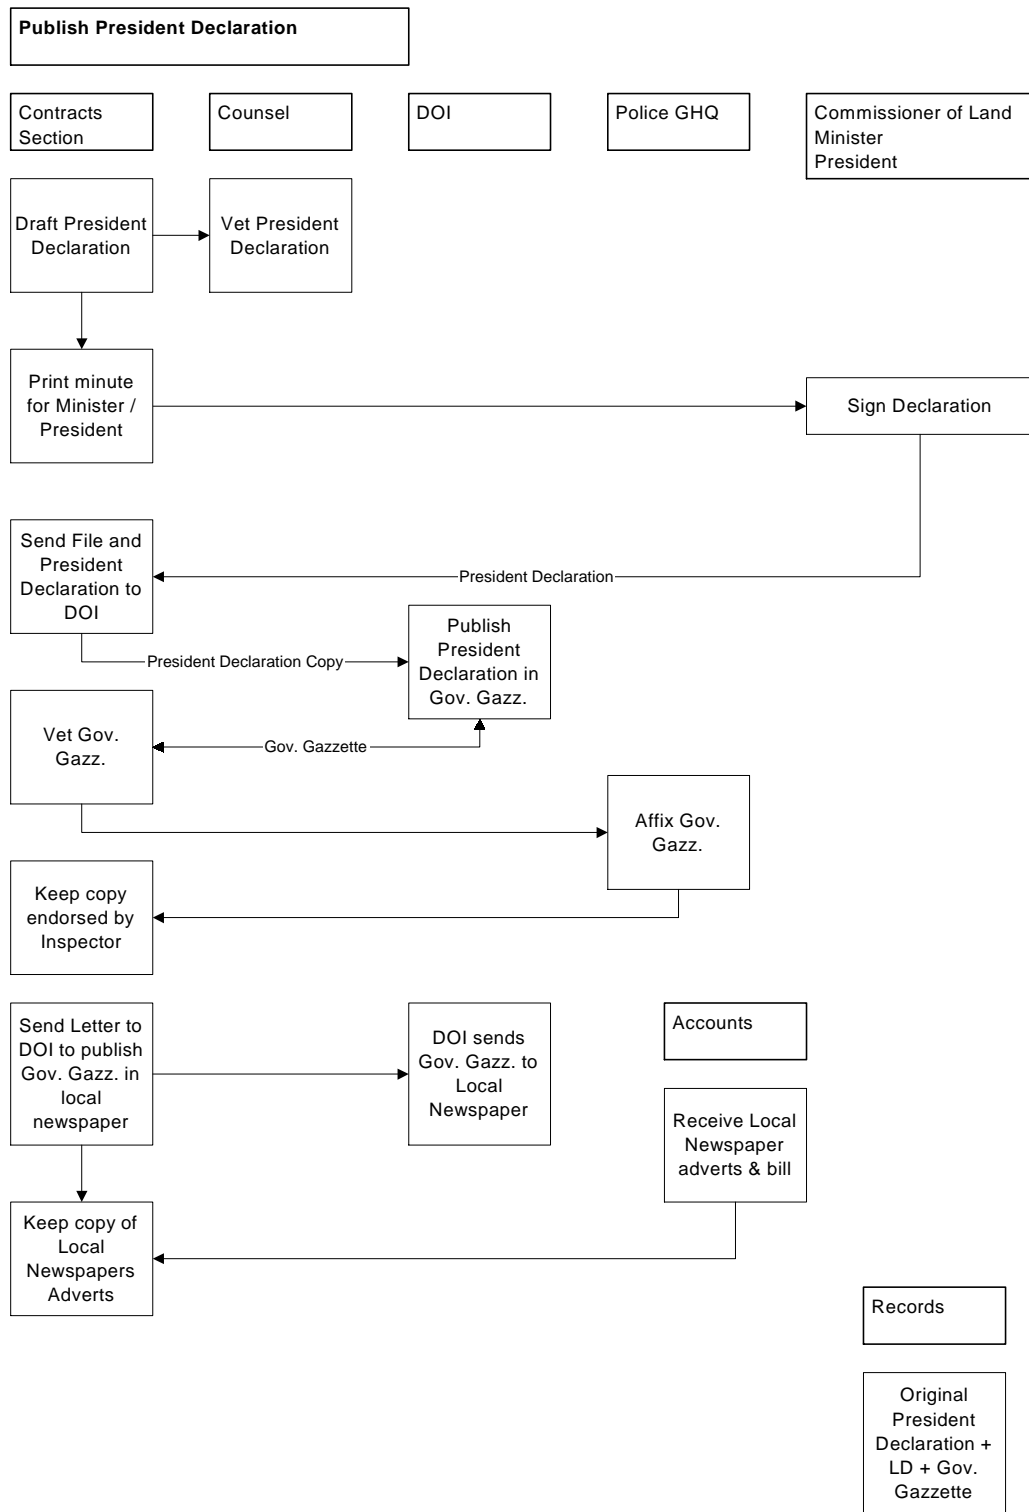 Publish President Declaration
Contracts
Section
Counsel
DOI
Police GHQ
Commissioner of Land
Minister
President
Draft President
Declaration
Vet President
Declaration
Print minute
for Minister /
President
Sign Declaration
Send File and
President
Declaration to
DOI
President Declaration
Publish
President
Declaration in
Gov. Gazz.
President Declaration Copy
Vet Gov.
Gazz.
Gov. Gazzette
Affix Gov.
Gazz.
Keep copy
endorsed by
Inspector
Send Letter to
DOI to publish
Gov. Gazz. in
local
newspaper
DOI sends
Gov. Gazz. to
Local
Newspaper
Accounts
Receive Local
Newspaper
adverts & bill
Keep copy of
Local
Newspapers
Adverts
Records
Original
President
Declaration +
LD + Gov.
Gazzette